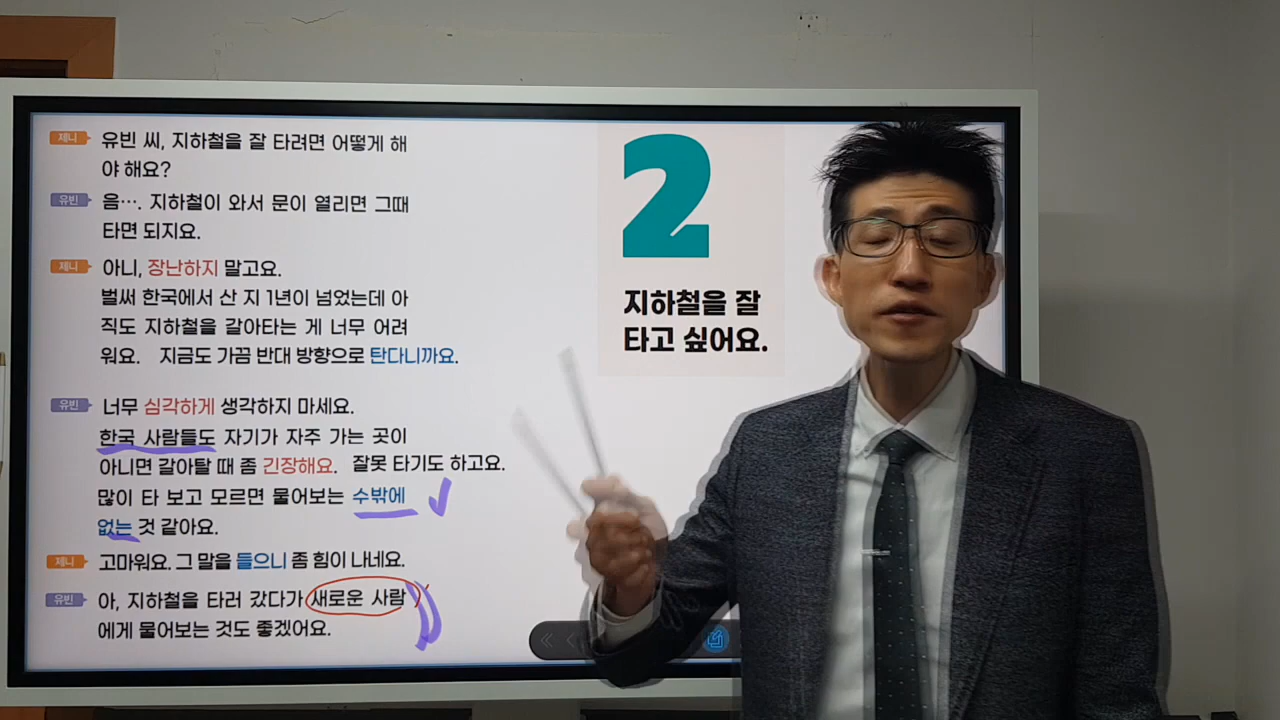 제니 유빈 씨, 지하철을 잘 타려면 어떻게 해
야 해요?
유빈 음…. 지하철이 와서 문이 열리면 그때
타면 되지요.
제니 아니, 장난하지 말고요.
벌써 한국에서 산 지 1년이 넘었는데 아
직도 지하철을 갈아타는 게 너무 어려
워요. 지금도 가끔 반대 방향으로 탄다니까요.
유빈 너무 심각하게 생각하지 마세요.
한국 사람들도 자기가 자주 가는 곳이
아니면 갈아탈 때 좀 긴장해요. 잘못 타기도 하고요.
많이 타 보고 모르면 물어보는 수밖에
없는 것 같아요.
제니 고마워요. 그 말을 들으니 좀 힘이 나네요.
유빈 아, 지하철을 타러 갔다가 새로운 사람
에게 물어보는 것도 좋겠어요.
2
지하철을 잘
타고 싶어요.